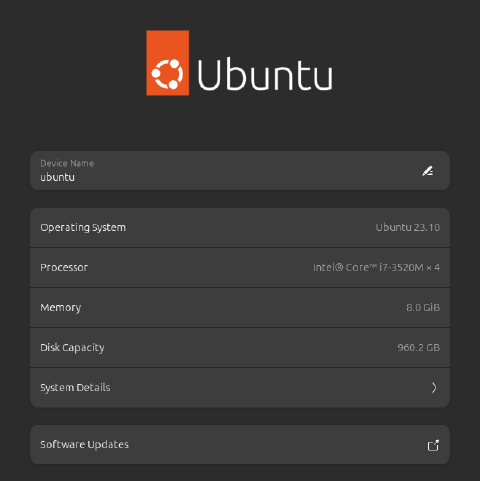 Ubuntu
Device Name
ubuntu
Operating System Ubuntu 23.10
Processor Intel® Core™ i7-3520M × 4
Memory 8.0 GiB
Disk Capacity 960.2 GB
System Details
Software Updates